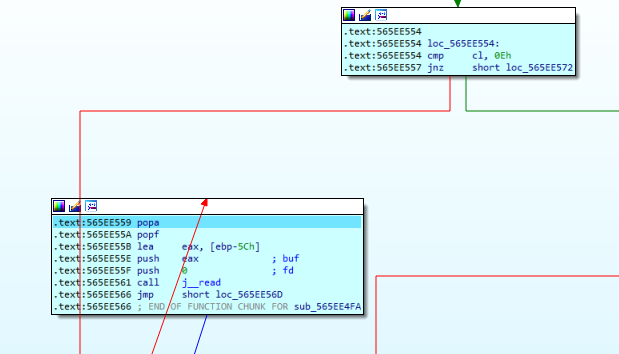 .text:565EE554
.text:565EE554 loc_565EE554:
.text:565EE554 cmp cl, 0Eh
.text:565EE557 jnz short loc_565EE572
.text:565EE559 popa
.text:565EE55A popf
.text:565EE55B lea eax, [ebp-5Ch]
.text:565EE55E push eax ; buf
.text:565EE55F push 0 ; fd
.text:565EE561 call j__read
.text:565EE566 jmp short loc_565EE56D
.text:565EE566 ; END OF FUNCTION CHUNK FOR sub_565EE4FA